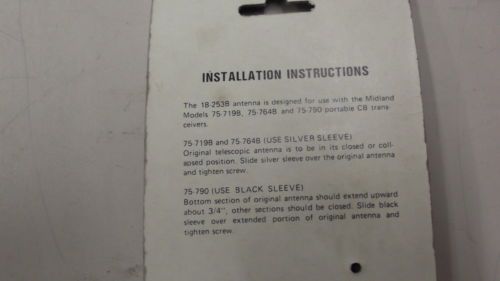 INSTALLATION INSTRUCTIONS
The 18-253B antenna is designed for use with the Midland
Models 75-719B, 75-764B and 75-790 portable CB trans-
ceivers.
75-719B and 75-764B (USE SILVER SLEEVE)
Original telescopic antenna is to be in its closed or coll-
apsed position. Slide silver sleeve over the original antenna
and tighten screw.
75-790 (USE BLACK SLEEVE)
Bottom section of original antenna should extend upward
about 3/4", other sections should be closed. Slide black
sleeve over extended portion of original antenna and
tighten screw.